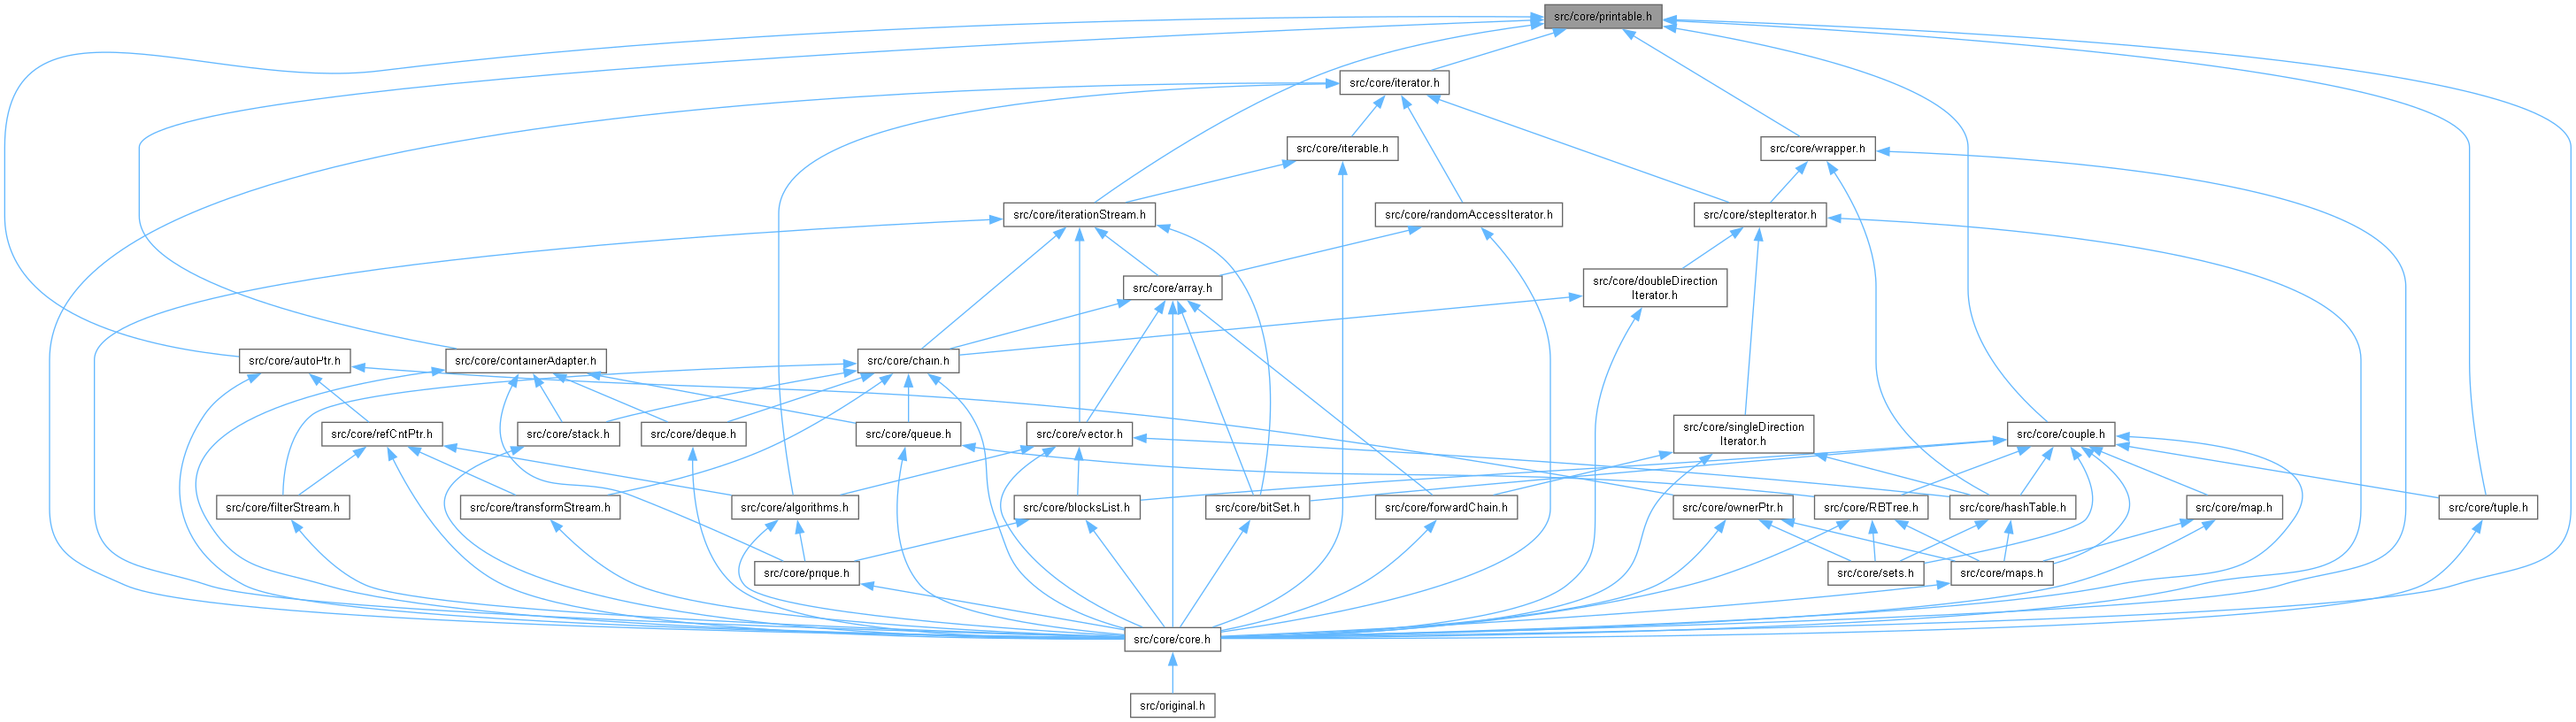 src/core/printable.h
src/core/iterator.h
src/core/iterable.h
src/core/wrapper.h
src/core/iterationStream.h
src/core/randomAccessIterator.h
src/core/stepIterator.h
src/core/doubleDirection
Iterator.h
src/core/array.h
src/core/autoPtr.h
src/core/containerAdapter.h
src/core/chain.h
src/core/refCntPtr.h
src/core/stack.h
src/core/deque.h
src/core/queue.h
src/core/vector.h
src/core/singleDirection
Iterator.h
src/core/couple.h
src/core/filterStream.h
src/core/transformStream.h
src/core/algorithms.h
src/core/blocksList.h
src/core/bitSet.h
src/core/forwardChain.h
src/core/ownerPtr.h
src/core/RBTree.h
src/core/hashTable.h
src/core/map.h
src/core/tuple.h
src/core/prique.h
src/core/sets.h
src/core/maps.h
src/core/core.h
src/original.h